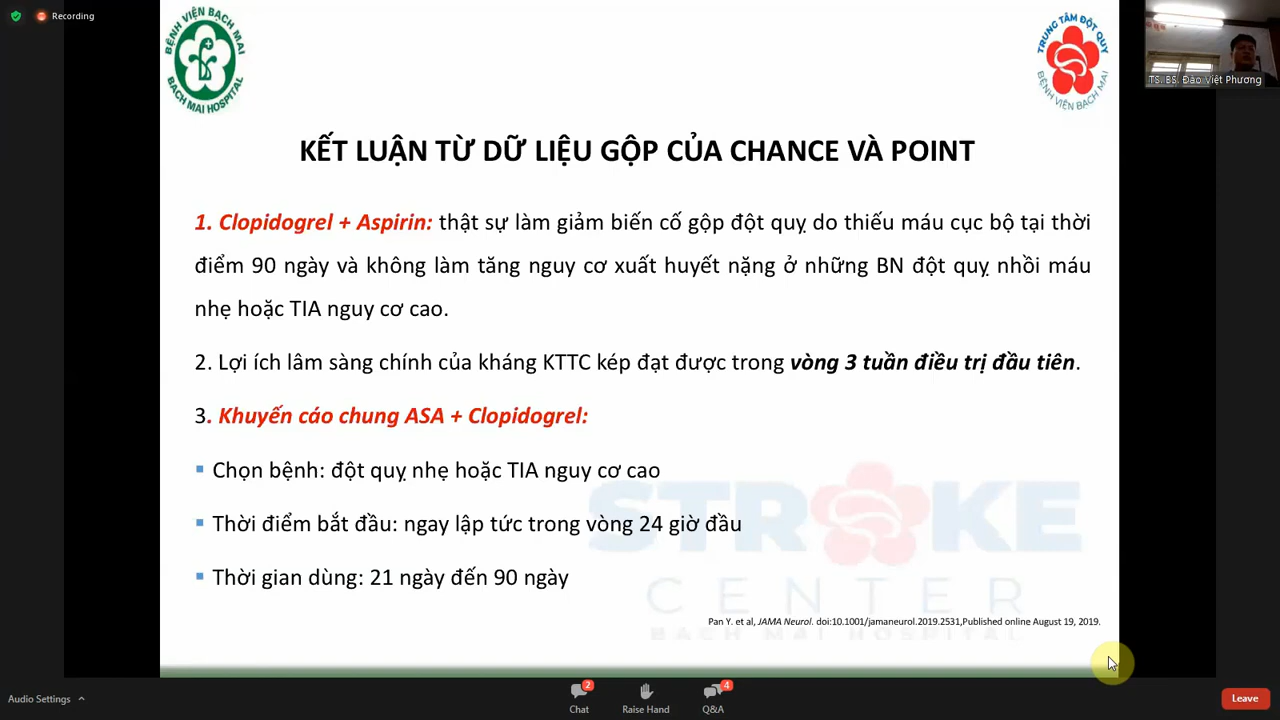 Recording
BỆNH VIỆN BẠCH MAI
BACH MAI HOSPITAL
TRUNG TÂM ĐỘT QUỴ
BỆNH VIỆN BẠCH MAI
TS. BS. Đào Việt Phương
KẾT LUẬN TỪ DỮ LIỆU GỘP CỦA CHANCE VÀ POINT
1. Clopidogrel + Aspirin: thật sự làm giảm biến cố gộp đột quỵ do thiếu máu cục bộ tại thời
điểm 90 ngày và không làm tăng nguy cơ xuất huyết nặng ở những BN đột quỵ nhồi máu
nhẹ hoặc TIA nguy cơ cao.
2. Lợi ích lâm sàng chính của kháng KTTC kép đạt được trong vòng 3 tuần điều trị đầu tiên.
3. Khuyến cáo chung ASA + Clopidogrel:
▪ Chọn bệnh: đột quỵ nhẹ hoặc TIA nguy cơ cao
▪ Thời điểm bắt đầu: ngay lập tức trong vòng 24 giờ đầu
▪ Thời gian dùng: 21 ngày đến 90 ngày
STROKE
CENTER
BACH MAI HOSPITAL
Pan Y. et al, JAMA Neurol. doi:10.1001/jamaneurol.2019.2531,Published online August 19, 2019.
Audio Settings
2
Chat
Raise Hand
4
Q&A
Leave